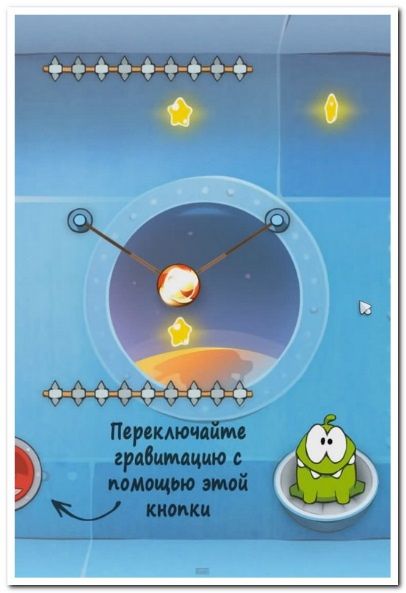 Переключайте
гравитацию с
помощью этой
кнопки